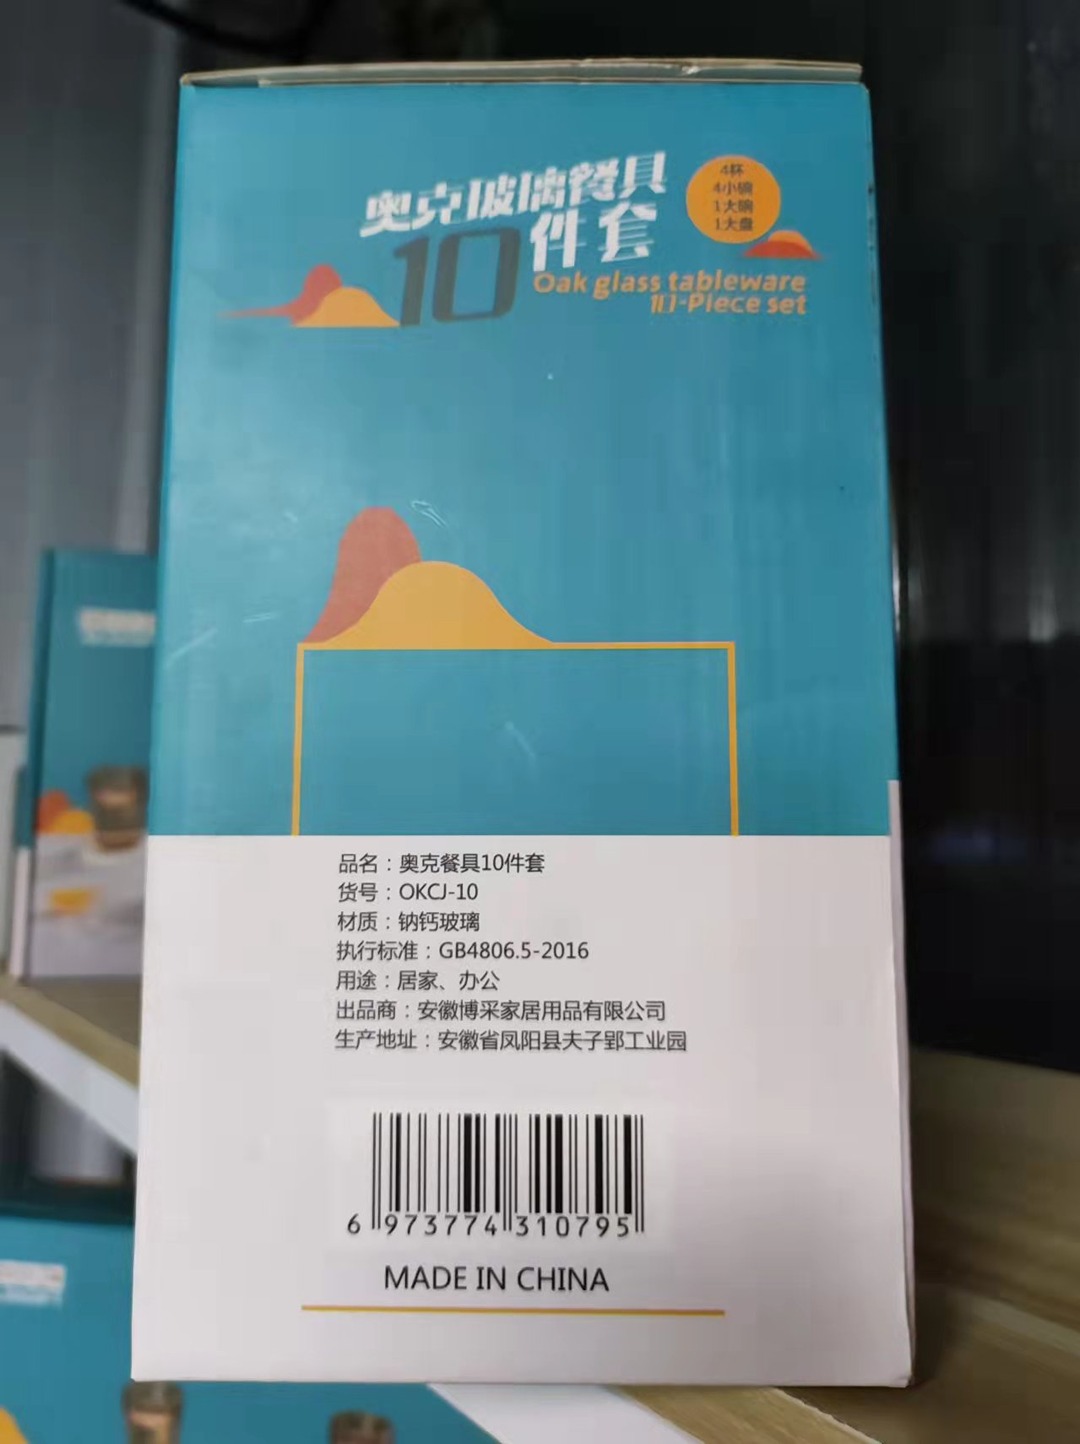 奥克玻璃餐具
10件套
Oak glass tableware
10-Piece set
4杯
4小碗
1大碗
1大盘
品名：奥克餐具10件套
货号：OKCJ-10
材质：钠钙玻璃
执行标准：GB4806.5-2016
用途：居家、办公
出品商：安徽博采家居用品有限公司
生产地址：安徽省凤阳县夫子郢工业园
6 973774 310795
MADE IN CHINA